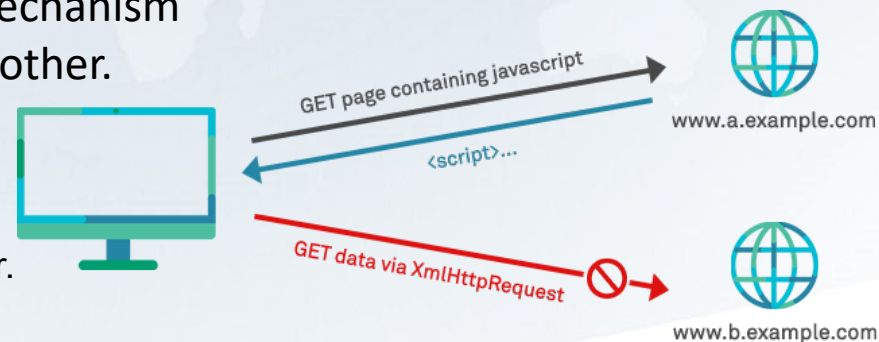 echanism
other.
GET page containing javascript
www.a.example.com
<script>...
r.
GET data via XmlHttpRequest
www.b.example.com